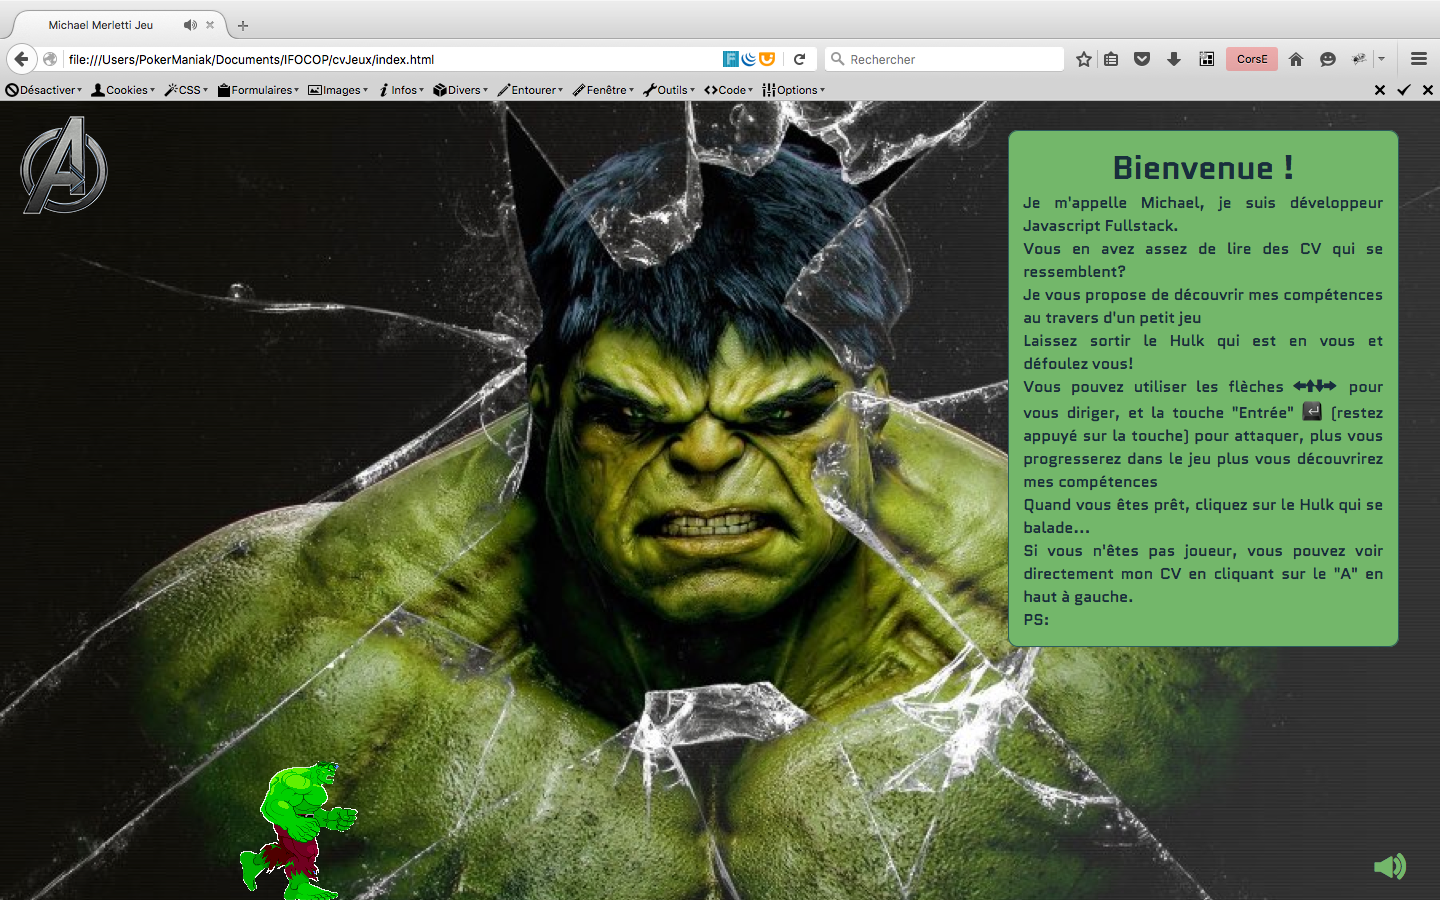 Michael Merletti Jeu
file:///Users/PokerManiak/Documents/IFOCOP/cvJeux/index.html
Rechercher
CorsE
Désactiver Cookies CSS Formulaires Images Infos Divers Entourer Fenêtre Outils Code Options
A
Bienvenue !
Je m'appelle Michael, je suis développeur
Javascript Fullstack.
Vous en avez assez de lire des CV qui se
ressemblent?
Je vous propose de découvrir mes compétences
au travers d'un petit jeu
Laissez sortir le Hulk qui est en vous et
défoulez vous!
Vous pouvez utiliser les flèches pour
vous diriger, et la touche "Entrée" (restez
appuyé sur la touche) pour attaquer, plus vous
progresserez dans le jeu plus vous découvrirez
mes compétences
Quand vous êtes prêt, cliquez sur le Hulk qui se
balade...
Si vous n'êtes pas joueur, vous pouvez voir
directement mon CV en cliquant sur le "A" en
haut à gauche.
PS: